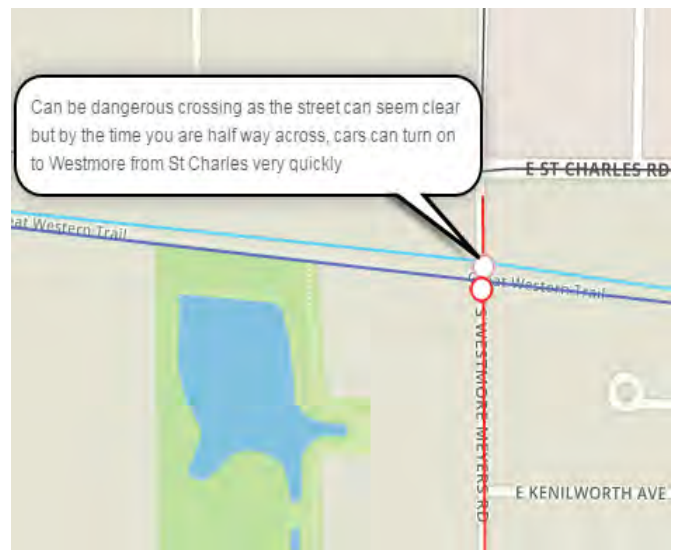 Can be dangerous crossing as the street can seem clear
but by the time you are half way across, cars can turn on
to Westmore from St Charles very quickly
E ST CHARLES RD
eat Western Trail
Great Western Trail
S WESTMORE MEYERS RD
E KENILWORTH AVE